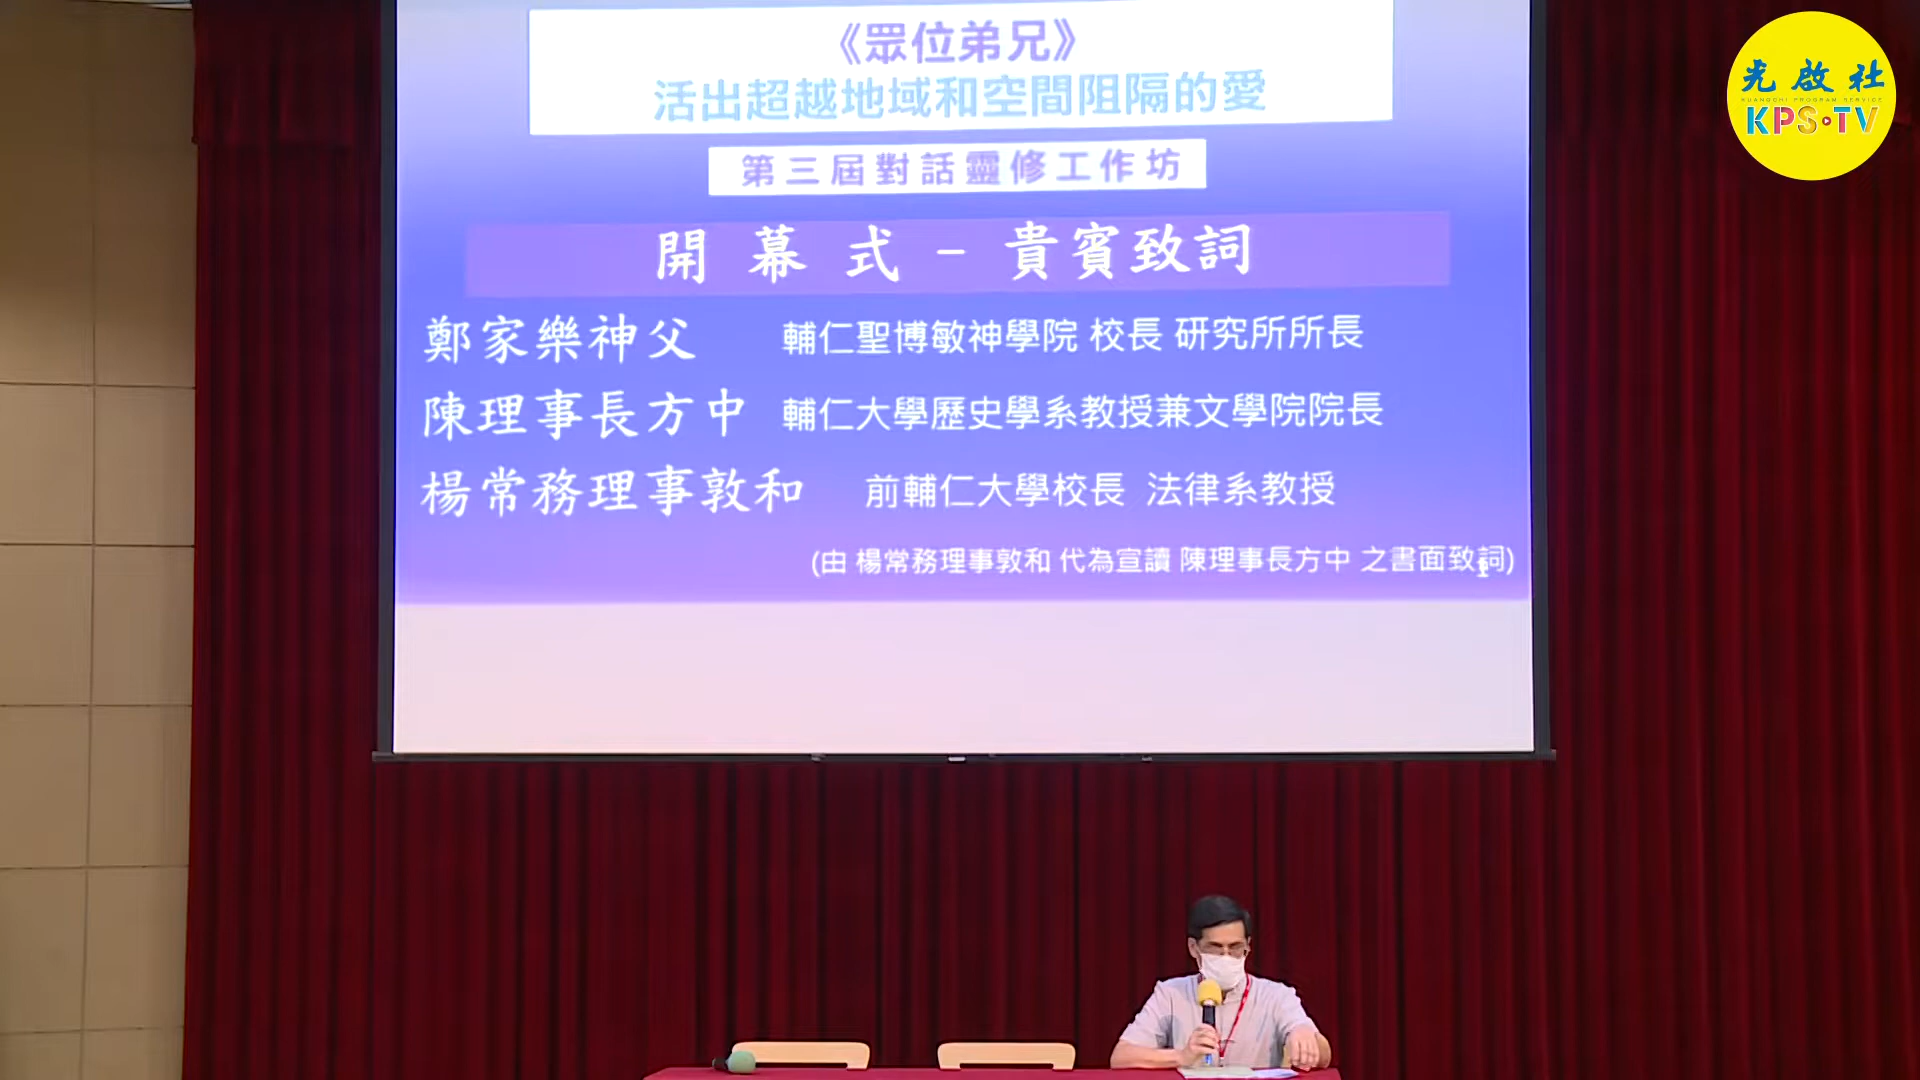 《眾位弟兄》
活出超越地域和空間阻隔的愛
第三屆對話靈修工作坊
開幕式 - 貴賓致詞
鄭家樂神父 輔仁聖博敏神學院 校長 研究所所長
陳理事長方中 輔仁大學歷史學系教授兼文學院院長
楊常務理事敦和 前輔仁大學校長 法律系教授
(由 楊常務理事敦和 代為宣讀 陳理事長方中 之書面致詞)
光啟社
KUANGCHI PROGRAM SERVICE
KPS TV